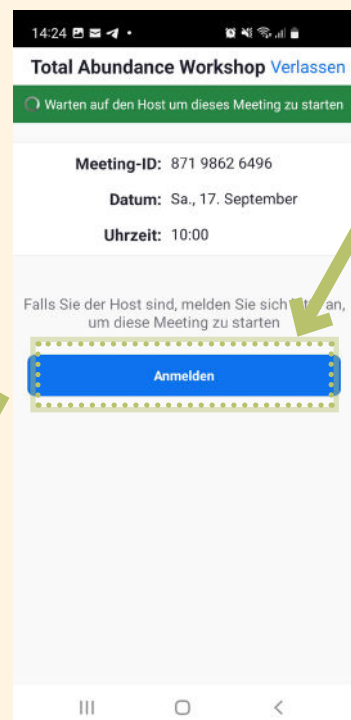 14:24
Total Abundance Workshop Verlassen
Warten auf den Host um dieses Meeting zu starten
Meeting-ID: 871 9862 6496
Datum: Sa., 17. September
Uhrzeit: 10:00
Falls Sie der Host sind, melden Sie sich an,
um diese Meeting zu starten
Anmelden